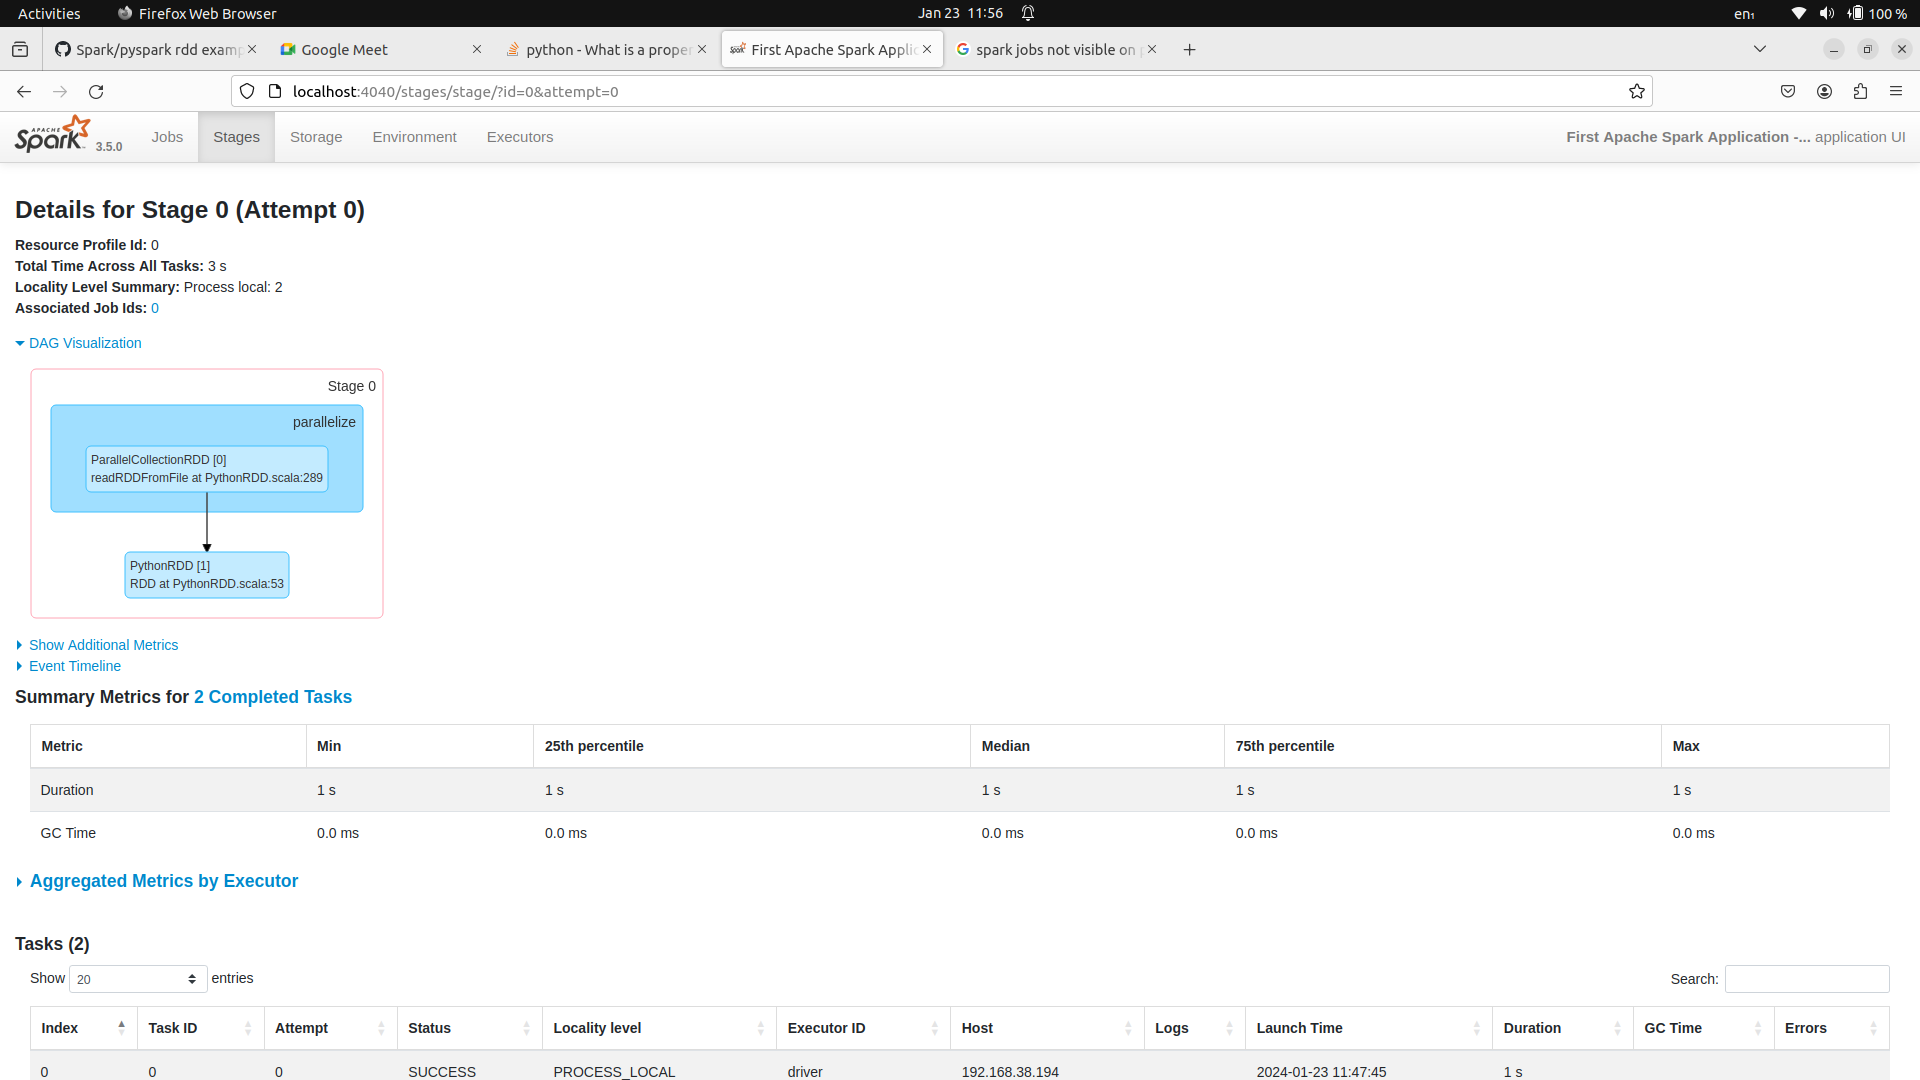 Activities Firefox Web Browser Jan 23 11:56 en₁ 100 %
Spark/pyspark rdd examp Google Meet python - What is a proper First Apache Spark Applic spark jobs not visible on
localhost:4040/stages/stage/?id=0&attempt=0
APACHE Spark 3.5.0 Jobs Stages Storage Environment Executors First Apache Spark Application -... application UI
Details for Stage 0 (Attempt 0)
Resource Profile Id: 0
Total Time Across All Tasks: 3 s
Locality Level Summary: Process local: 2
Associated Job Ids: 0
DAG Visualization
Stage 0
parallelize
ParallelCollectionRDD [0]
readRDDFromFile at PythonRDD.scala:289
PythonRDD [1]
RDD at PythonRDD.scala:53
Show Additional Metrics
Event Timeline
Summary Metrics for 2 Completed Tasks
Metric Min 25th percentile Median 75th percentile Max
Duration 1 s 1 s 1 s 1 s 1 s
GC Time 0.0 ms 0.0 ms 0.0 ms 0.0 ms 0.0 ms
Aggregated Metrics by Executor
Tasks (2)
Show 20 entries Search:
Index Task ID Attempt Status Locality level Executor ID Host Logs Launch Time Duration GC Time Errors
0 0 0 SUCCESS PROCESS_LOCAL driver 192.168.38.194 2024-01-23 11:47:45 1 s